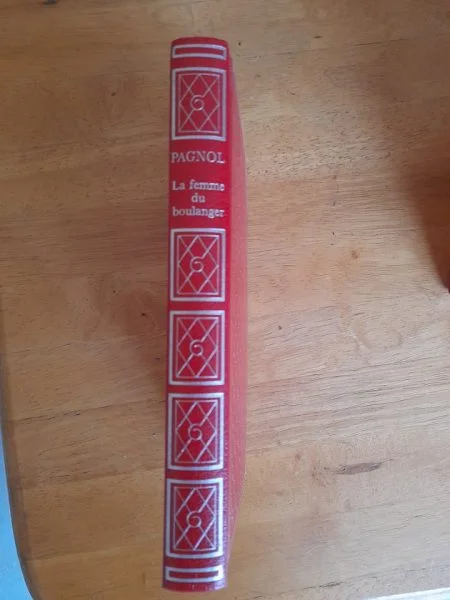 PAGNOL
La femme
du
boulanger